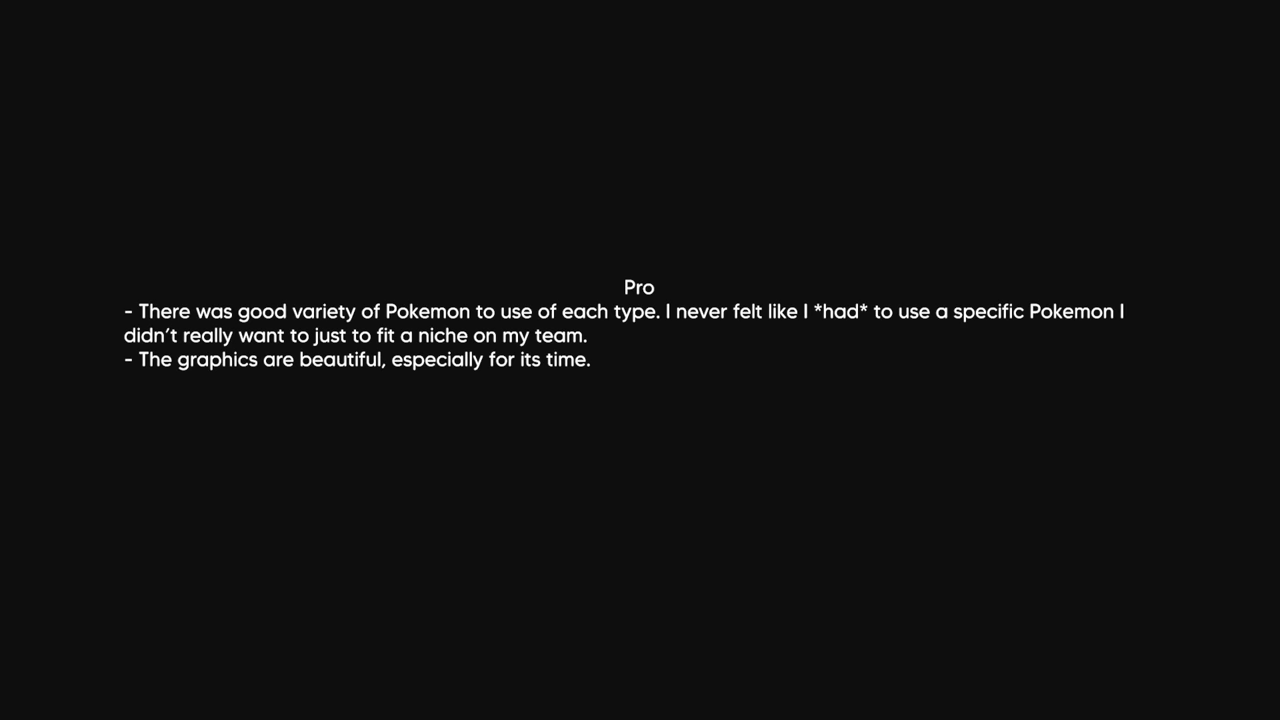 Pro
- There was good variety of Pokemon to use of each type. I never felt like I *had* to use a specific Pokemon I
didn’t really want to just to fit a niche on my team.
- The graphics are beautiful, especially for its time.